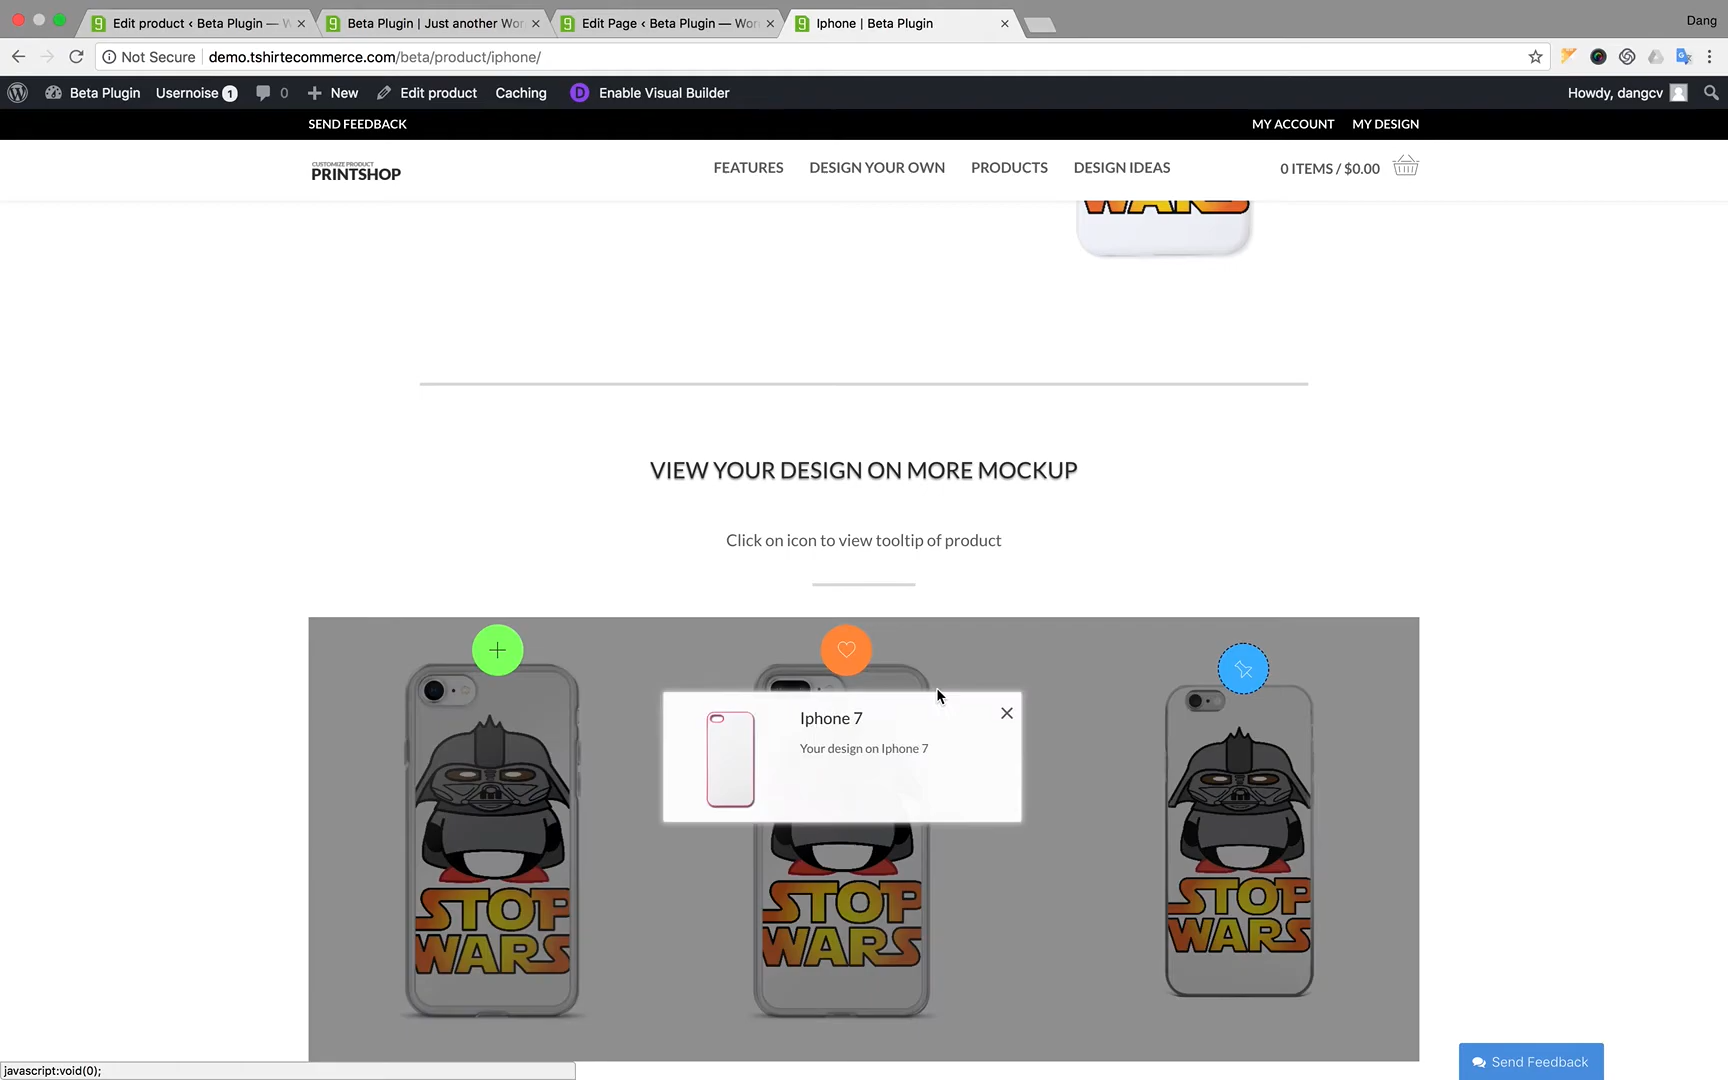 Dang
Edit product ‹ Beta Plugin — W
Beta Plugin | Just another Wor
Edit Page ‹ Beta Plugin — Wor
Iphone | Beta Plugin
Not Secure
demo.tshirtecommerce.com/beta/product/iphone/
Beta Plugin
Usernoise 1
0
New
Edit product
Caching
D Enable Visual Builder
Howdy, dangcv
SEND FEEDBACK
MY ACCOUNT
MY DESIGN
CUSTOMIZE PRODUCT
PRINTSHOP
FEATURES
DESIGN YOUR OWN
PRODUCTS
DESIGN IDEAS
0 ITEMS / $0.00
WARS
VIEW YOUR DESIGN ON MORE MOCKUP
Click on icon to view tooltip of product
Iphone 7
Your design on Iphone 7
STOP
WARS
STOP
WARS
STOP
WARS
Send Feedback
javascript:void(0);